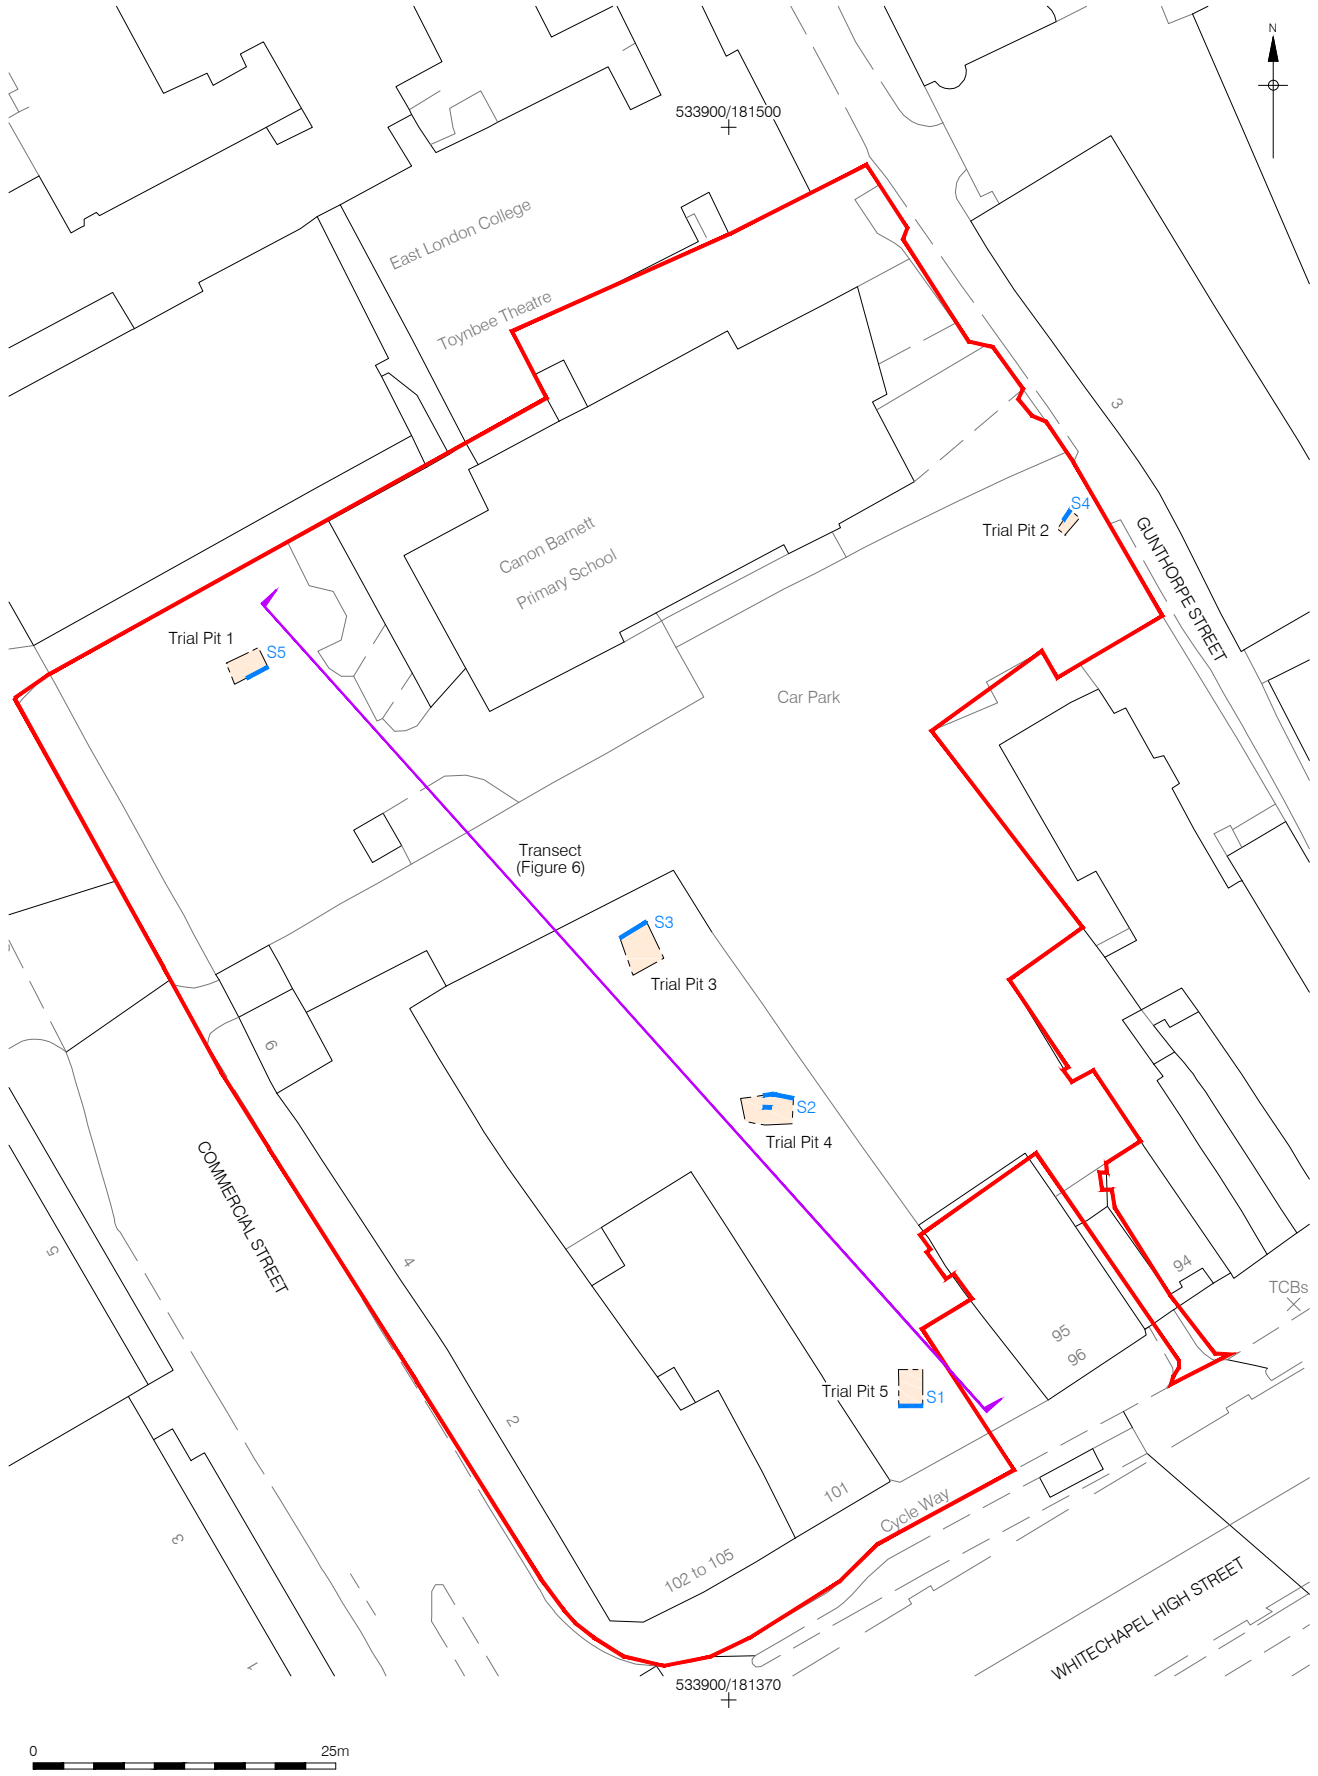 N
533900/181500
East London College
Toynbee Theatre
3
S4
Trial Pit 2
GUNTHORPE STREET
Canon Barnett
Primary School
Trial Pit 1
S5
Car Park
Transect
(Figure 6)
S3
Trial Pit 3
6
S2
Trial Pit 4
COMMERCIAL STREET
5
4
94
TCBs
95
96
Trial Pit 5
S1
2
101
Cycle Way
3
102 to 105
WHITECHAPEL HIGH STREET
1
533900/181370
0
25m